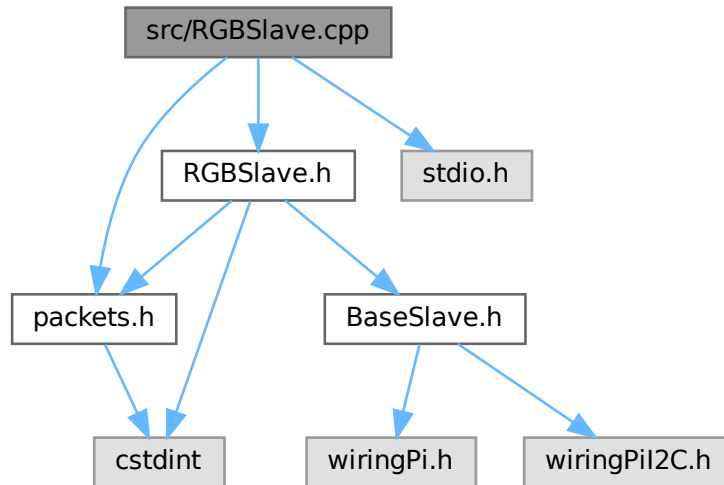 src/RGBSlave.cpp
RGBSlave.h
stdio.h
packets.h
BaseSlave.h
cstdint
wiringPi.h
wiringPiI2C.h